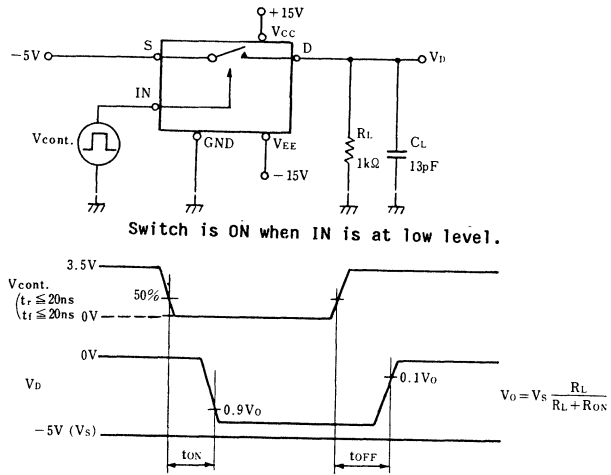 +15V
VCC
−5V
S
D
VD
IN
Vcont.
GND
VEE
−15V
RL
1kΩ
CL
13pF
Switch is ON when IN is at low level.
3.5V
Vcont.
(tr≦20ns
tf≦20ns
50%
0V
0V
VD
0.9VO
0.1VO
VO=VS RL/(RL+RON)
−5V (VS)
tON
tOFF